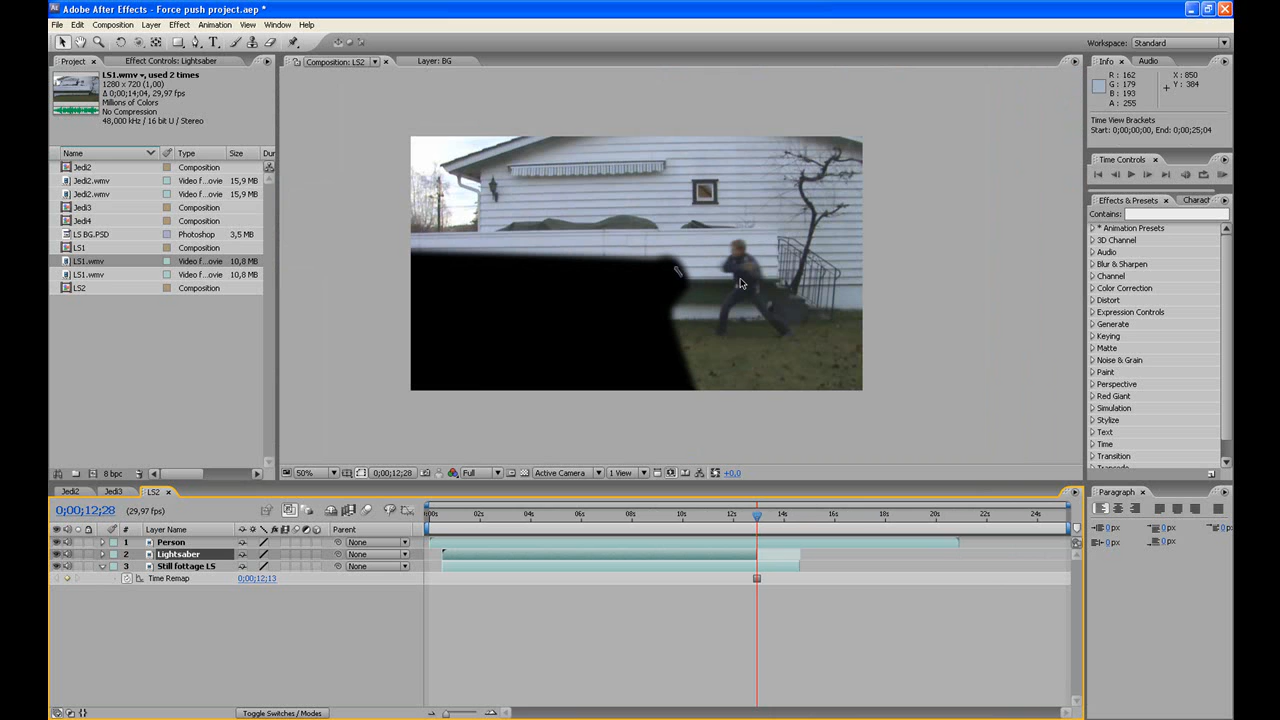 Adobe After Effects - Force push project.aep *
File Edit Composition Layer Effect Animation View Window Help
Workspace: Standard
Project × Effect Controls: Lightsaber
LS1.wmv, used 2 times
1280 x 720 (1,00)
Δ 0;00;14;04, 29,97 fps
Millions of Colors
No Compression
48,000 kHz / 16 bit U / Stereo
Name Type Size Dur
Jedi2 Composition
Jedi2.wmv Video f...ovie 15,9 MB
Jedi2.wmv Video f...ovie 15,9 MB
Jedi3 Composition
Jedi4 Composition
LS BG.PSD Photoshop 3,5 MB
LS1 Composition
LS1.wmv Video f...ovie 10,8 MB
LS1.wmv Video f...ovie 10,8 MB
LS2 Composition
8 bpc
Composition: LS2 Layer: BG
50% 0;00;12;28 Full Active Camera 1 View +0,0
Info × Audio
R : 162 X : 850
G : 179 Y : 384
B : 193
A : 255
Time View Brackets
Start: 0;00;00;00, End: 0;00;25;04
Time Controls ×
Effects & Presets × Charact
Contains:
* Animation Presets
3D Channel
Audio
Blur & Sharpen
Channel
Color Correction
Distort
Expression Controls
Generate
Keying
Matte
Noise & Grain
Paint
Perspective
Red Giant
Simulation
Stylize
Text
Time
Transition
Jedi2 Jedi3 LS2 ×
0;00;12;28 (29,97 fps)
:00s 02s 04s 06s 08s 10s 12s 14s 16s 18s 20s 22s 24s
# Layer Name Parent
1 Person None
2 Lightsaber None
3 Still fottage LS None
Time Remap 0;00;12;13
Toggle Switches / Modes
Paragraph ×
0 px 0 px 0 px
0 px 0 px